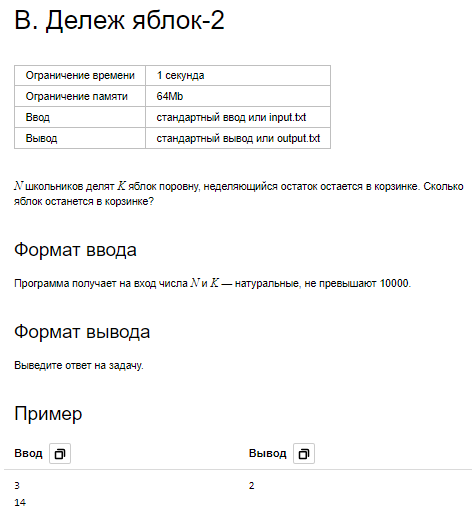 В. Дележ яблок-2
Ограничение времени 1 секунда
Ограничение памяти 64Mb
Ввод стандартный ввод или input.txt
Вывод стандартный вывод или output.txt
N школьников делят K яблок поровну, неделяющийся остаток остается в корзинке. Сколько
яблок останется в корзинке?
Формат ввода
Программа получает на вход числа N и K — натуральные, не превышают 10000.
Формат вывода
Выведите ответ на задачу.
Пример
Ввод Вывод
3 2
14